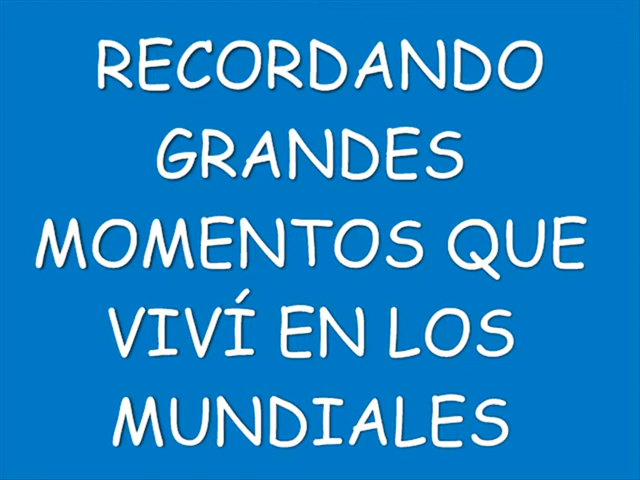 RECORDANDO
GRANDES
MOMENTOS QUE
VIVÍ EN LOS
MUNDIALES